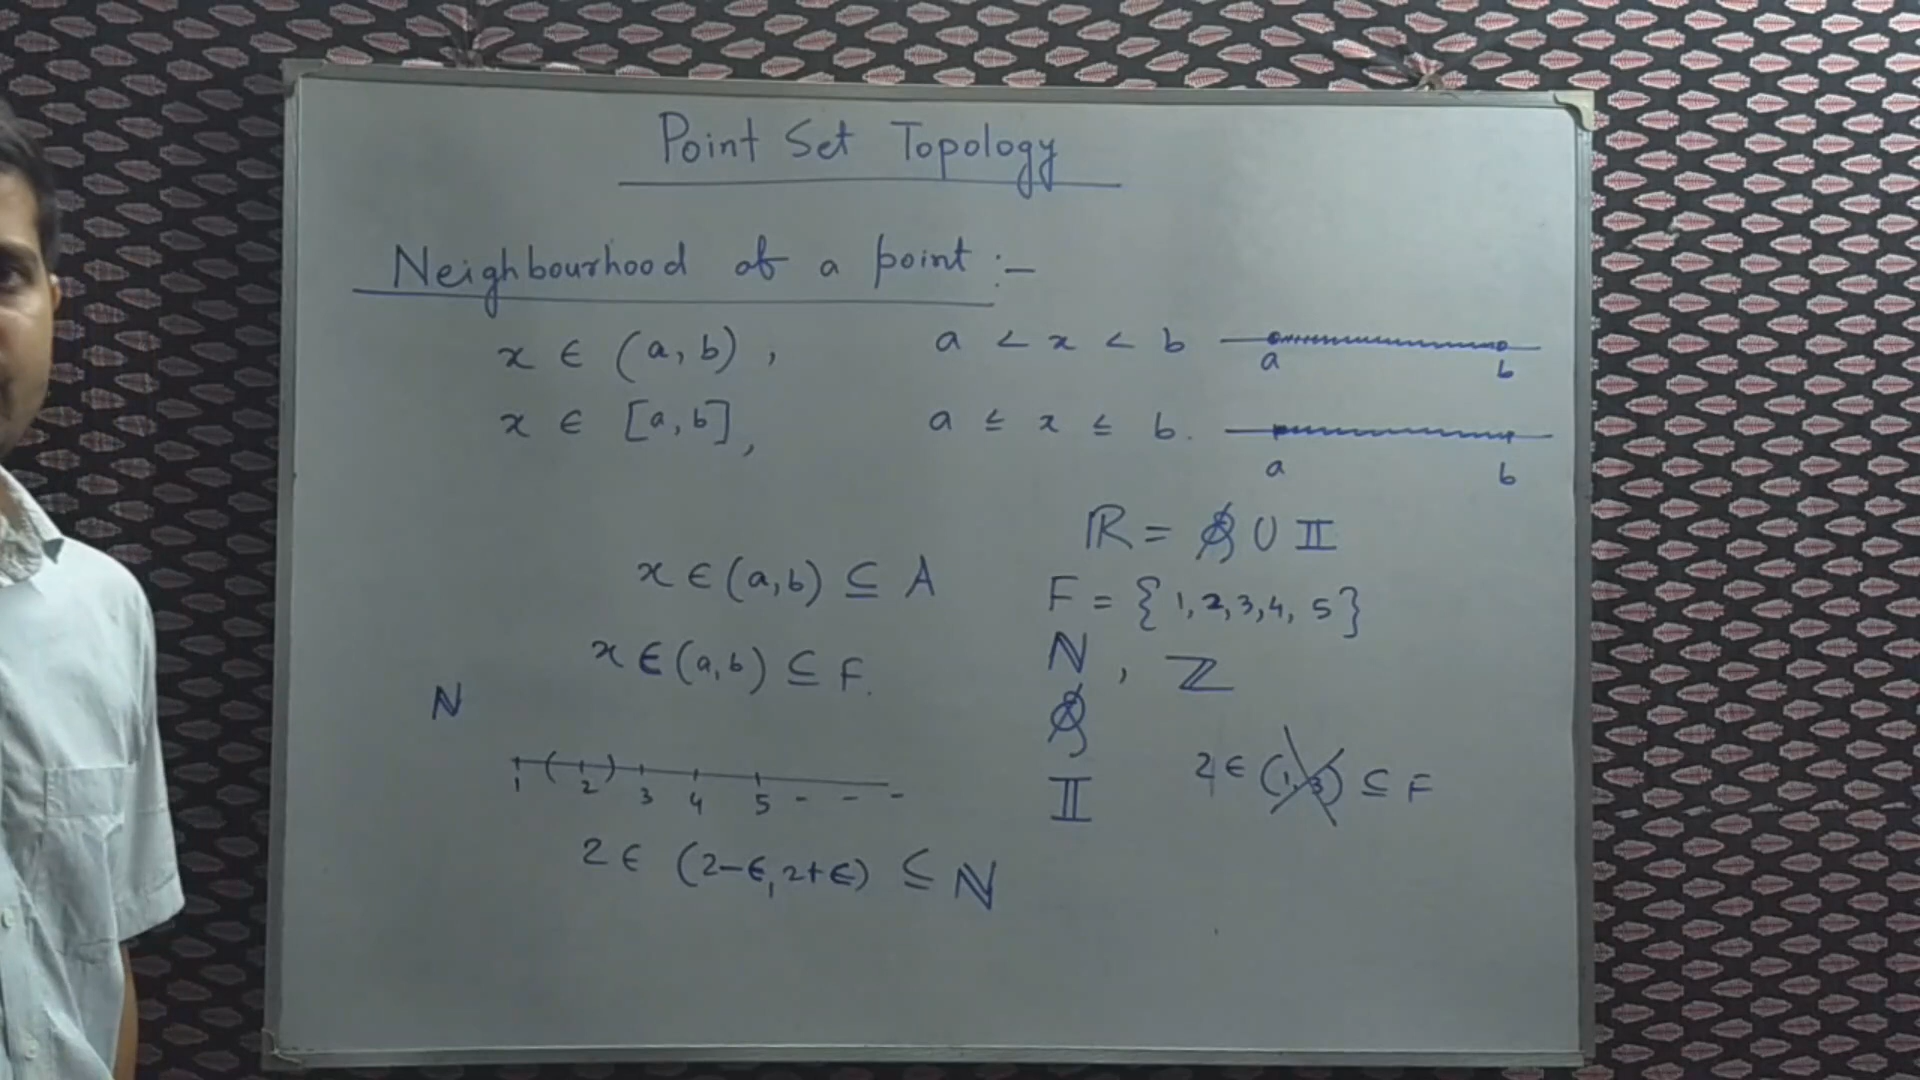 Point Set Topology
Neighbourhood of a point :-
x ∈ (a, b) , a < x < b
a b
x ∈ [a, b] , a ≤ x ≤ b.
a b
ℝ = ℚ ∪ 𝕀
x ∈ (a, b) ⊆ A
F = { 1, 2, 3, 4, 5 }
x ∈ (a, b) ⊆ F.
ℕ , ℤ
ℕ
ℚ
1 ( 2 ) 3 4 5 - - -
2 ∈ (1, 3) ⊆ F
𝕀
2 ∈ (2-ϵ, 2+ϵ) ⊆ ℕ